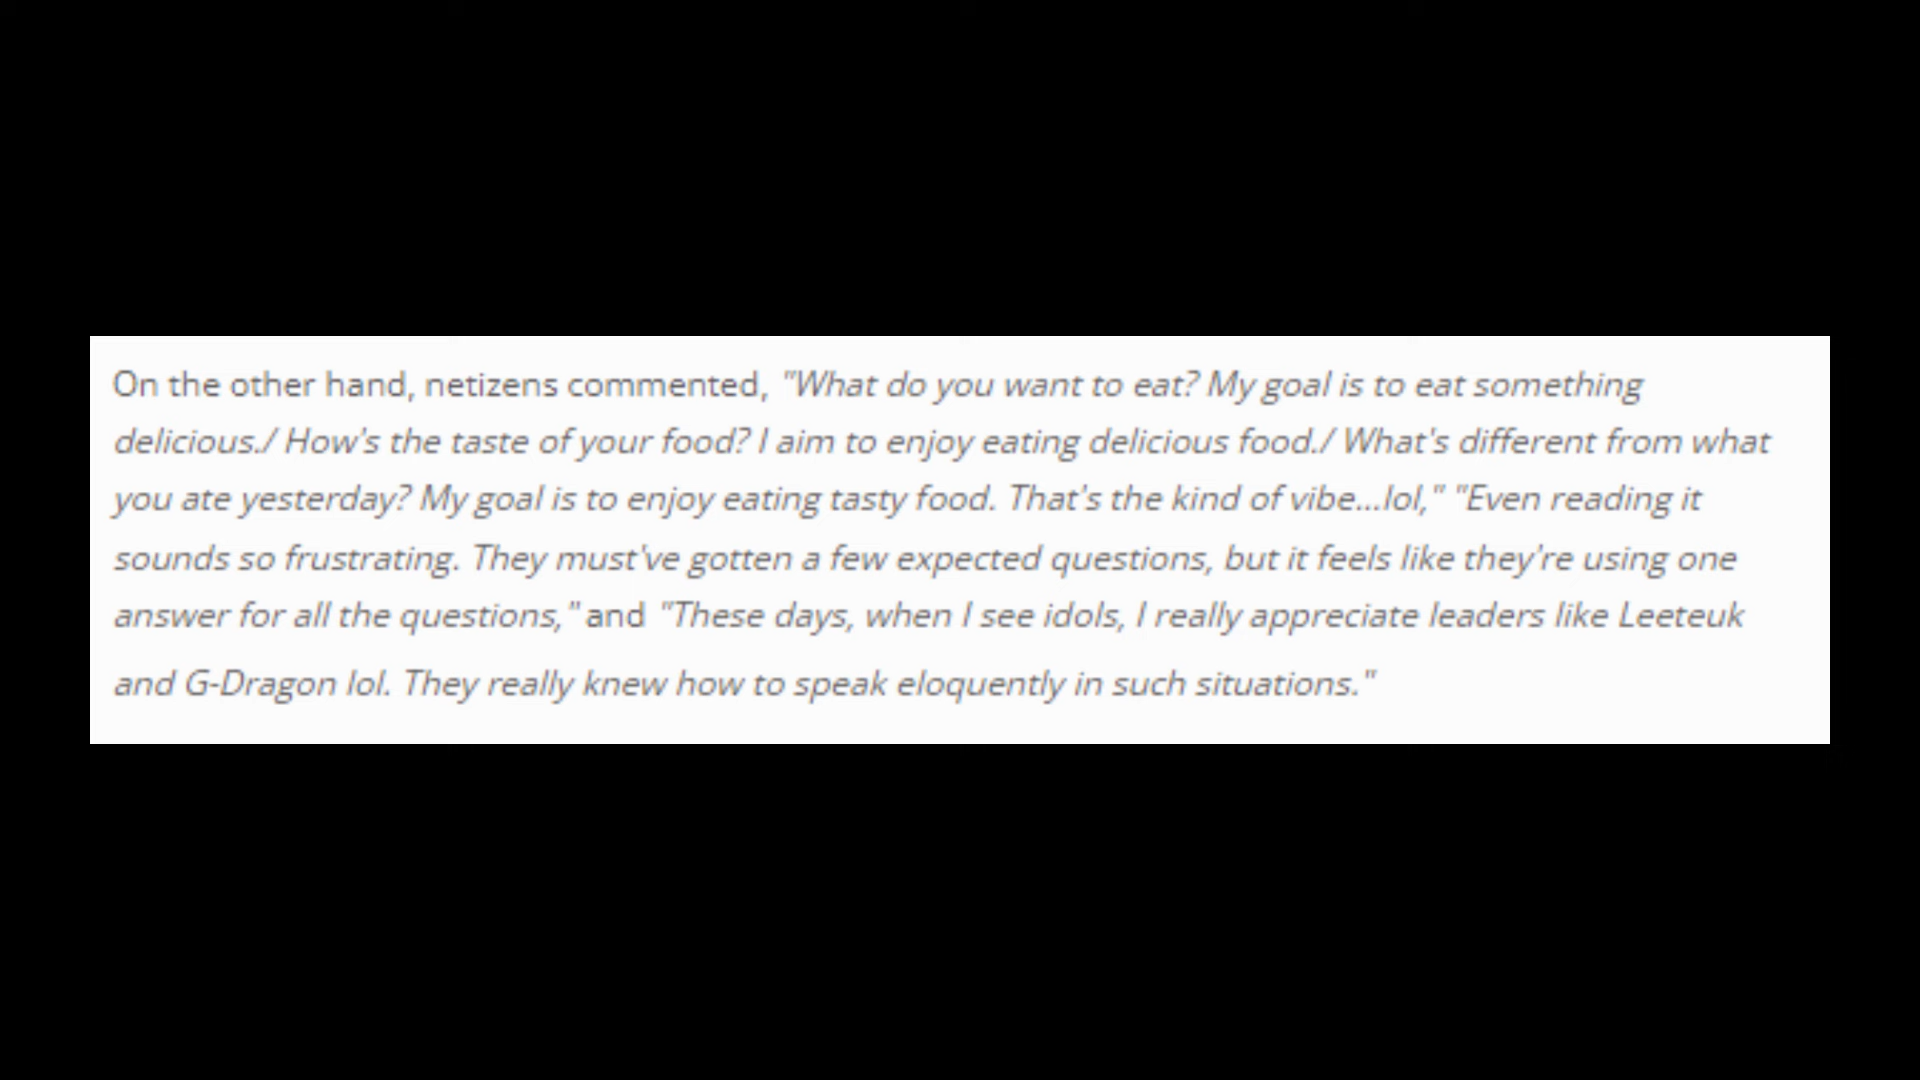 On the other hand, netizens commented, "What do you want to eat? My goal is to eat something
delicious./ How's the taste of your food? I aim to enjoy eating delicious food./ What's different from what
you ate yesterday? My goal is to enjoy eating tasty food. That's the kind of vibe...lol," "Even reading it
sounds so frustrating. They must've gotten a few expected questions, but it feels like they're using one
answer for all the questions," and "These days, when I see idols, I really appreciate leaders like Leeteuk
and G-Dragon lol. They really knew how to speak eloquently in such situations."